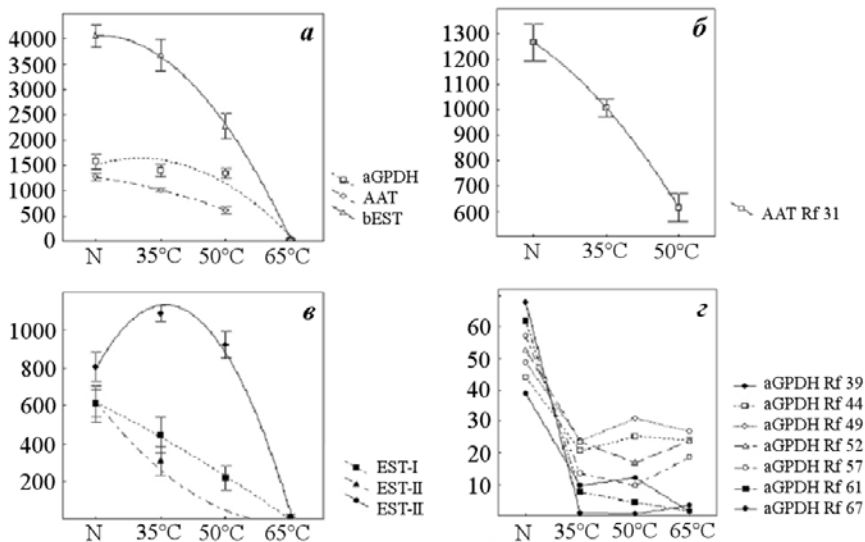 а
4000
3500
3000
2500
2000
1500
1000
500
0
N 35°C 50°C 65°C
aGPDH
AAT
bEST
б
1300
1200
1100
1000
900
800
700
600
N 35°C 50°C
AAT Rf 31
в
1000
800
600
400
200
N 35°C 50°C 65°C
EST-I
EST-II
EST-II
г
60
50
40
30
20
10
N 35°C 50°C 65°C
aGPDH Rf 39
aGPDH Rf 44
aGPDH Rf 49
aGPDH Rf 52
aGPDH Rf 57
aGPDH Rf 61
aGPDH Rf 67